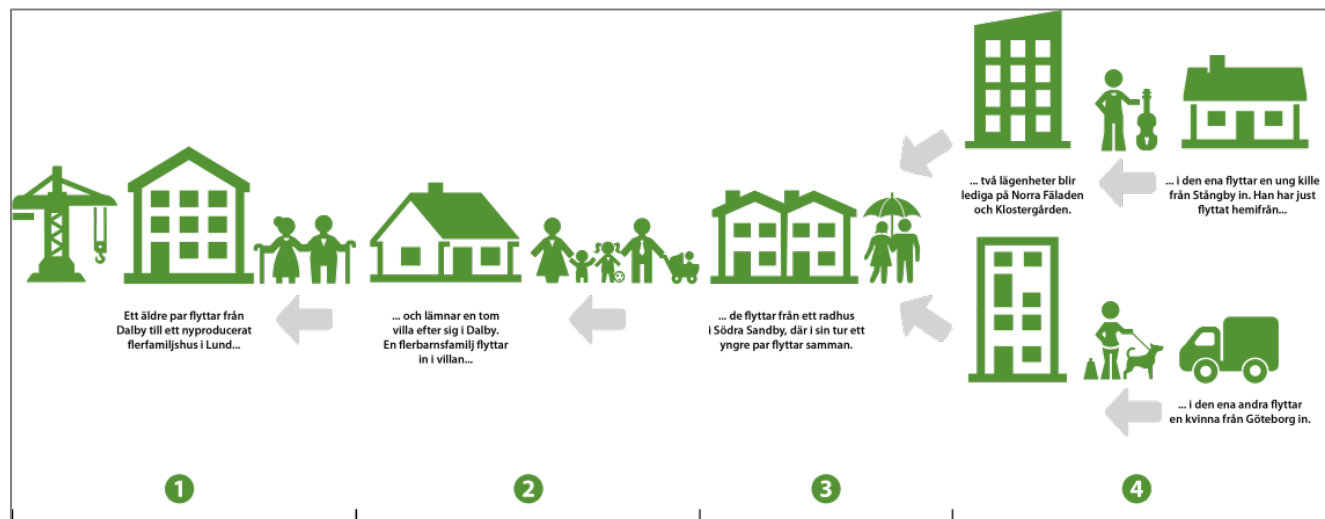 Ett äldre par flyttar från
Dalby till ett nyproducerat
flerfamiljshus i Lund...
... och lämnar en tom
villa efter sig i Dalby.
En flerbarnsfamilj flyttar
in i villan...
... de flyttar från ett radhus
i Södra Sandby, där i sin tur ett
yngre par flyttar samman.
... två lägenheter blir
lediga på Norra Fäladen
och Klostergården.
... i den ena flyttar en ung kille
från Stångby in. Han har just
flyttat hemifrån...
... i den ena andra flyttar
en kvinna från Göteborg in.
1
2
3
4